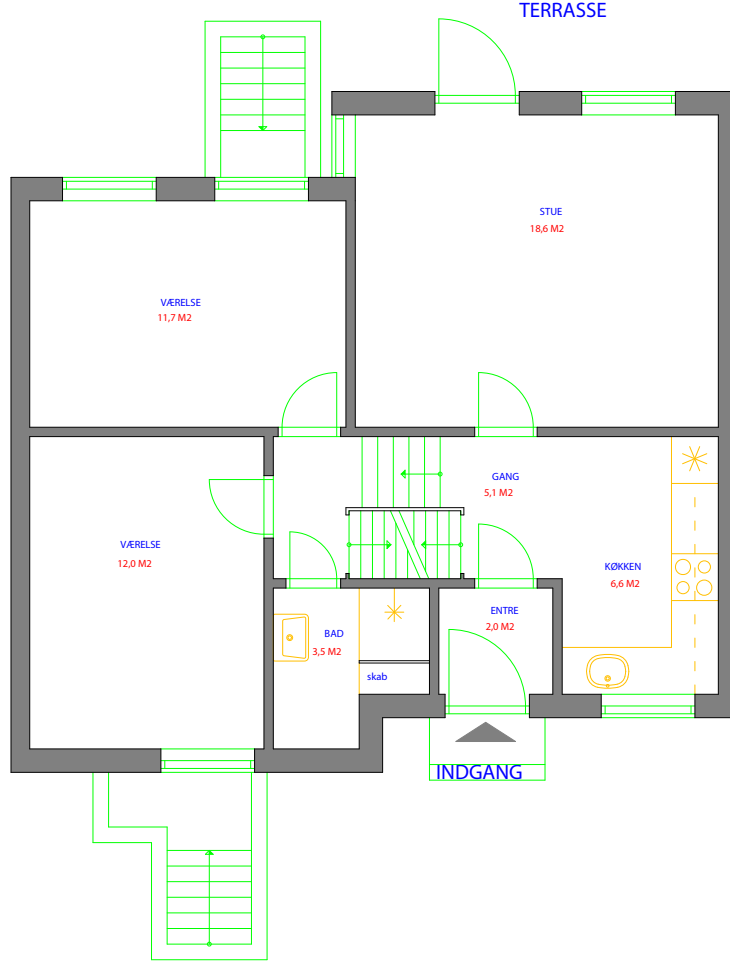 TERRASSE
STUE
18,6 M2
VÆRELSE
11,7 M2
GANG
5,1 M2
VÆRELSE
12,0 M2
KØKKEN
6,6 M2
ENTRE
2,0 M2
BAD
3,5 M2
skab
INDGANG